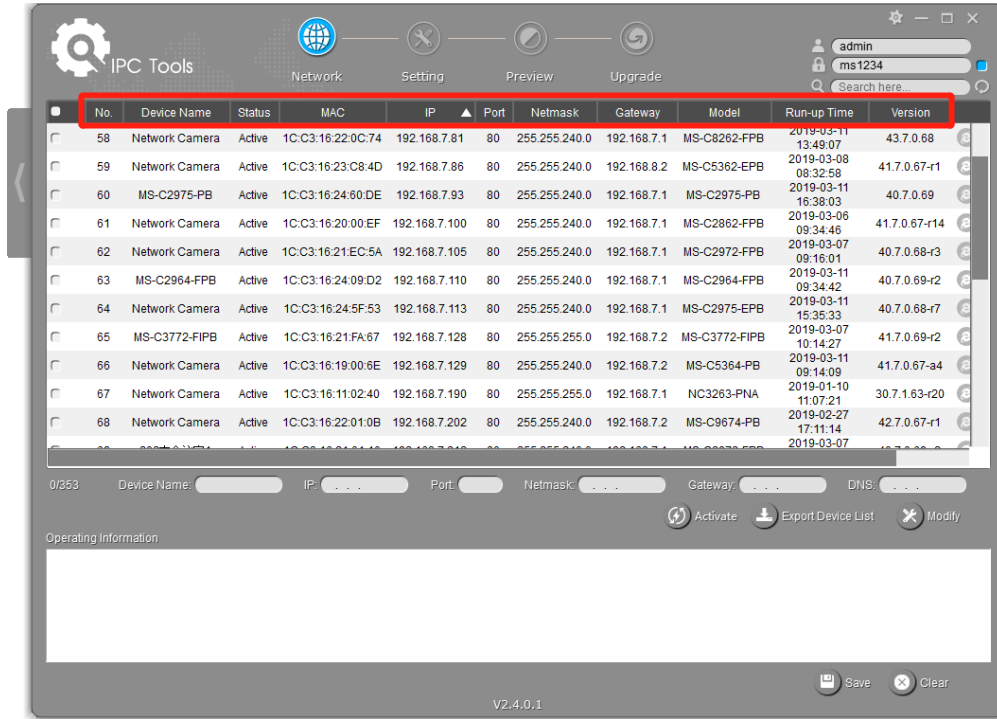 IPC Tools
Network Setting Preview Upgrade
admin
ms1234
Search here...
No. Device Name Status MAC IP Port Netmask Gateway Model Run-up Time Version
58 Network Camera Active 1C:C3:16:22:0C:74 192.168.7.81 80 255.255.240.0 192.168.7.1 MS-C8262-FPB 2019-03-11 13:49:07 43.7.0.68
59 Network Camera Active 1C:C3:16:23:C8:4D 192.168.7.86 80 255.255.240.0 192.168.8.2 MS-C5362-EPB 2019-03-08 08:32:58 41.7.0.67-r1
60 MS-C2975-PB Active 1C:C3:16:24:60:DE 192.168.7.93 80 255.255.240.0 192.168.7.1 MS-C2975-PB 2019-03-11 16:38:03 40.7.0.69
61 Network Camera Active 1C:C3:16:20:00:EF 192.168.7.100 80 255.255.240.0 192.168.7.1 MS-C2862-FPB 2019-03-06 09:34:46 41.7.0.67-r14
62 Network Camera Active 1C:C3:16:21:EC:5A 192.168.7.105 80 255.255.240.0 192.168.7.1 MS-C2972-FPB 2019-03-07 09:16:01 40.7.0.68-r3
63 MS-C2964-FPB Active 1C:C3:16:24:09:D2 192.168.7.110 80 255.255.240.0 192.168.7.1 MS-C2964-FPB 2019-03-11 09:34:42 40.7.0.69-r2
64 Network Camera Active 1C:C3:16:24:5F:53 192.168.7.113 80 255.255.240.0 192.168.7.1 MS-C2975-EPB 2019-03-11 15:35:33 40.7.0.68-r7
65 MS-C3772-FIPB Active 1C:C3:16:21:FA:67 192.168.7.128 80 255.255.255.0 192.168.7.2 MS-C3772-FIPB 2019-03-07 10:14:27 41.7.0.69-r2
66 Network Camera Active 1C:C3:16:19:00:6E 192.168.7.129 80 255.255.240.0 192.168.7.2 MS-C5364-PB 2019-03-11 09:14:09 41.7.0.67-a4
67 Network Camera Active 1C:C3:16:11:02:40 192.168.7.190 80 255.255.255.0 192.168.7.1 NC3263-PNA 2019-01-10 11:07:21 30.7.1.63-r20
68 Network Camera Active 1C:C3:16:22:01:0B 192.168.7.202 80 255.255.240.0 192.168.7.2 MS-C9674-PB 2019-02-27 17:11:14 42.7.0.67-r1
2019-03-07
0/353 Device Name: IP: . . . Port: Netmask: . . . Gateway: . . . DNS: . . .
Activate Export Device List Modify
Operating Information
Save Clear
V2.4.0.1